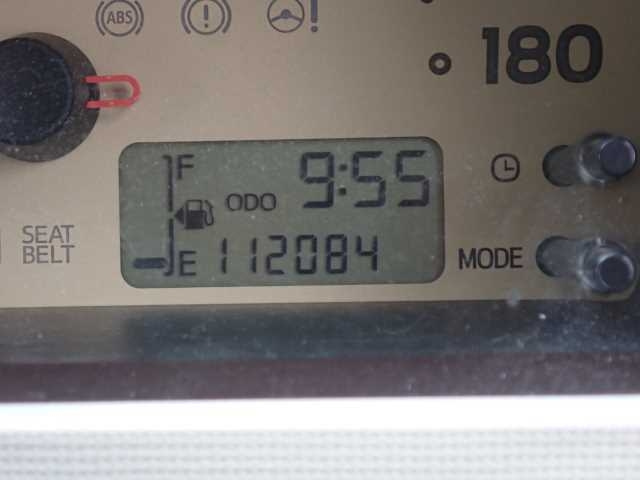 ABS
180
F
9:55
ODO
SEAT
BELT
E
112084
MODE